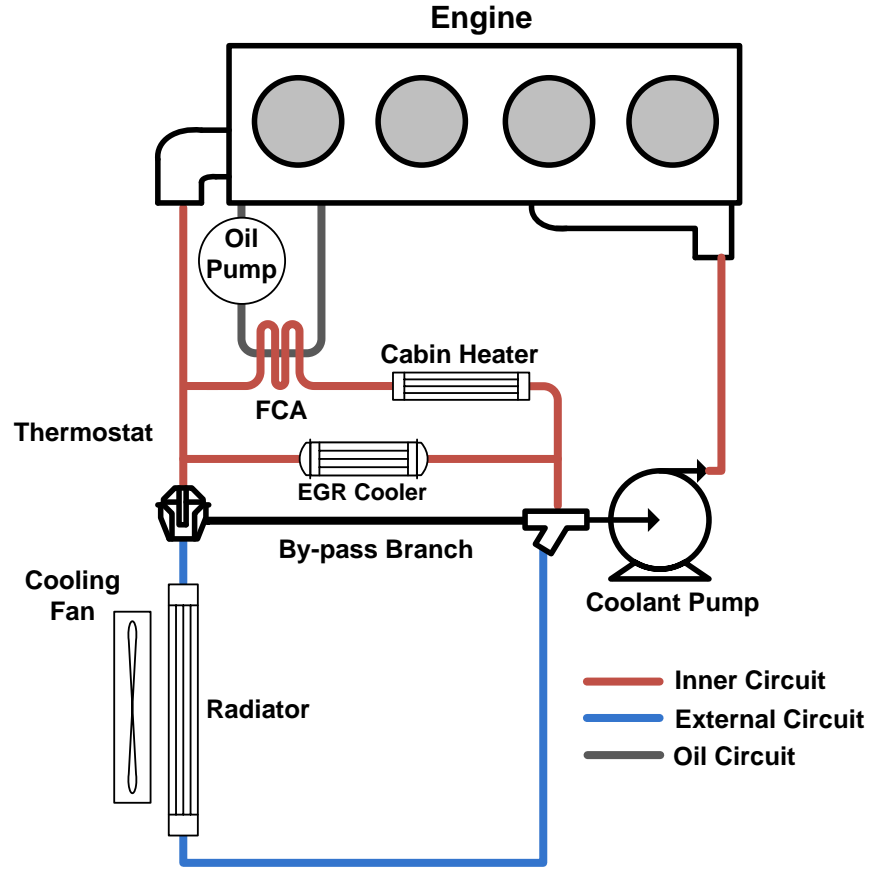 Engine
Oil
Pump
Cabin Heater
FCA
Thermostat
EGR Cooler
By-pass Branch
Cooling
Fan
Coolant Pump
Radiator
Inner Circuit
External Circuit
Oil Circuit